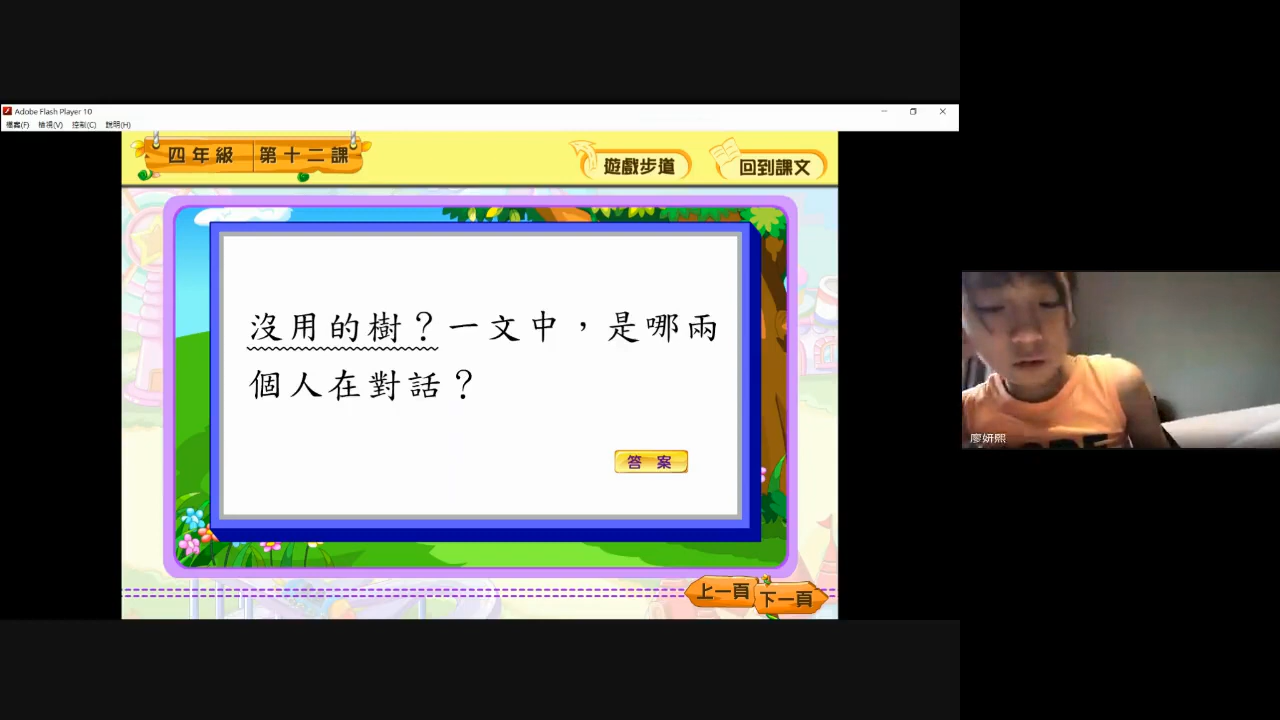 Adobe Flash Player 10
檔案(F) 檢視(V) 控制(C) 說明(H)
四年級 第十二課
遊戲步道
回到課文
沒用的樹？一文中，是哪兩
個人在對話？
答案
上一頁
下一頁
廖妍熙